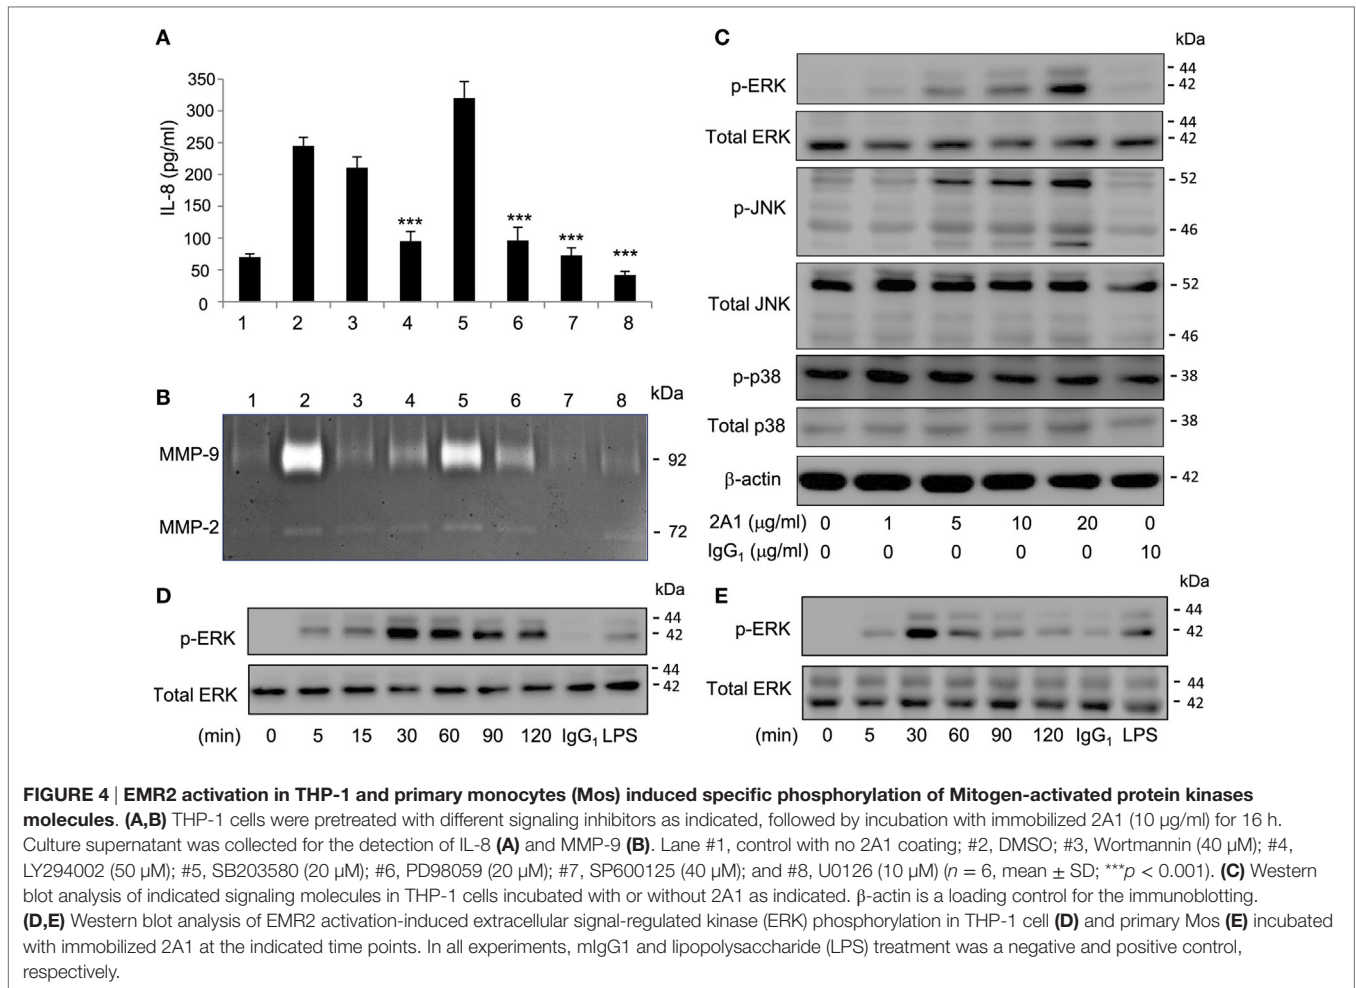 A
IL-8 (pg/ml)
350
300
250
200
150
100
50
0
***
***
***
***
1 2 3 4 5 6 7 8
B
1 2 3 4 5 6 7 8 kDa
MMP-9 - 92
MMP-2 - 72
C
kDa
p-ERK - 44
- 42
Total ERK - 44
- 42
p-JNK - 52
- 46
Total JNK - 52
- 46
p-p38 - 38
Total p38 - 38
β-actin - 42
2A1 (μg/ml) 0 1 5 10 20 0
IgG₁ (μg/ml) 0 0 0 0 0 10
D
kDa
p-ERK - 44
- 42
Total ERK - 44
- 42
(min) 0 5 15 30 60 90 120 IgG₁ LPS
E
kDa
p-ERK - 44
- 42
Total ERK - 44
- 42
(min) 0 5 30 60 90 120 IgG₁ LPS
FIGURE 4 | EMR2 activation in THP-1 and primary monocytes (Mos) induced specific phosphorylation of Mitogen-activated protein kinases
molecules. (A,B) THP-1 cells were pretreated with different signaling inhibitors as indicated, followed by incubation with immobilized 2A1 (10 μg/ml) for 16 h.
Culture supernatant was collected for the detection of IL-8 (A) and MMP-9 (B). Lane #1, control with no 2A1 coating; #2, DMSO; #3, Wortmannin (40 μM); #4,
LY294002 (50 μM); #5, SB203580 (20 μM); #6, PD98059 (20 μM); #7, SP600125 (40 μM); and #8, U0126 (10 μM) (n = 6, mean ± SD; ***p < 0.001). (C) Western
blot analysis of indicated signaling molecules in THP-1 cells incubated with or without 2A1 as indicated. β-actin is a loading control for the immunoblotting.
(D,E) Western blot analysis of EMR2 activation-induced extracellular signal-regulated kinase (ERK) phosphorylation in THP-1 cell (D) and primary Mos (E) incubated
with immobilized 2A1 at the indicated time points. In all experiments, mIgG1 and lipopolysaccharide (LPS) treatment was a negative and positive control,
respectively.